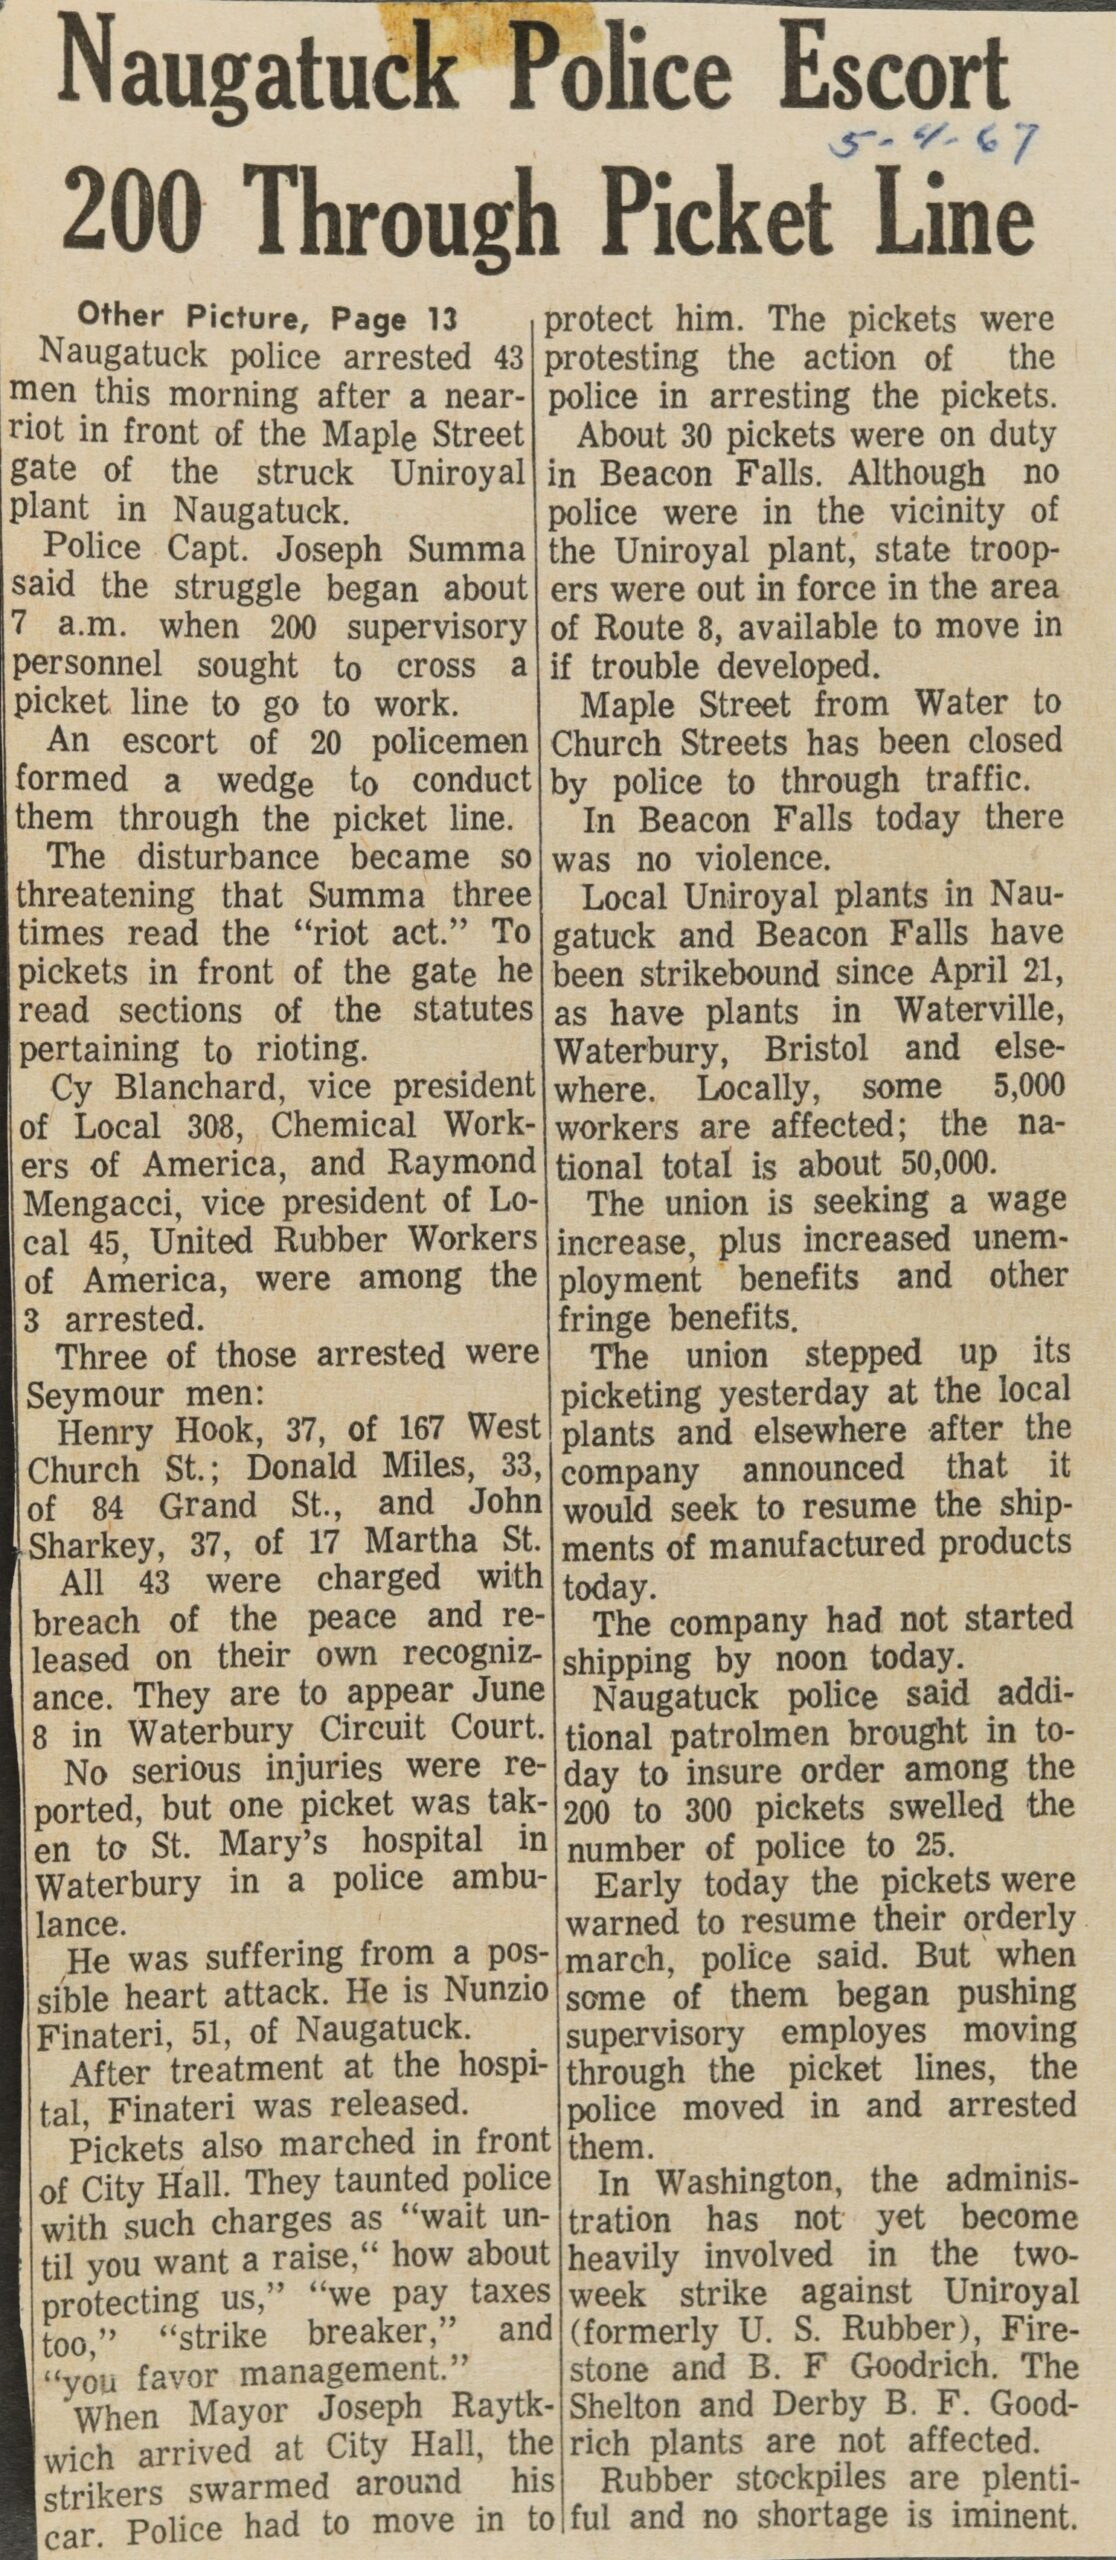 Naugatuck Police Escort
5-4-67
200 Through Picket Line
Other Picture, Page 13
Naugatuck police arrested 43
men this morning after a near-
riot in front of the Maple Street
gate of the struck Uniroyal
plant in Naugatuck.
Police Capt. Joseph Summa
said the struggle began about
7 a.m. when 200 supervisory
personnel sought to cross a
picket line to go to work.
An escort of 20 policemen
formed a wedge to conduct
them through the picket line.
The disturbance became so
threatening that Summa three
times read the “riot act.” To
pickets in front of the gate he
read sections of the statutes
pertaining to rioting.
Cy Blanchard, vice president
of Local 308, Chemical Work-
ers of America, and Raymond
Mengacci, vice president of Lo-
cal 45, United Rubber Workers
of America, were among the
3 arrested.
Three of those arrested were
Seymour men:
Henry Hook, 37, of 167 West
Church St.; Donald Miles, 33,
of 84 Grand St., and John
Sharkey, 37, of 17 Martha St.
All 43 were charged with
breach of the peace and re-
leased on their own recogniz-
ance. They are to appear June
8 in Waterbury Circuit Court.
No serious injuries were re-
ported, but one picket was tak-
en to St. Mary’s hospital in
Waterbury in a police ambu-
lance.
He was suffering from a pos-
sible heart attack. He is Nunzio
Finateri, 51, of Naugatuck.
After treatment at the hospi-
tal, Finateri was released.
Pickets also marched in front
of City Hall. They taunted police
with such charges as “wait un-
til you want a raise,“ how about
protecting us,” “we pay taxes
too,” “strike breaker,” and
“you favor management.”
When Mayor Joseph Raytk-
wich arrived at City Hall, the
strikers swarmed around his
car. Police had to move in to
protect him. The pickets were
protesting the action of the
police in arresting the pickets.
About 30 pickets were on duty
in Beacon Falls. Although no
police were in the vicinity of
the Uniroyal plant, state troop-
ers were out in force in the area
of Route 8, available to move in
if trouble developed.
Maple Street from Water to
Church Streets has been closed
by police to through traffic.
In Beacon Falls today there
was no violence.
Local Uniroyal plants in Nau-
gatuck and Beacon Falls have
been strikebound since April 21,
as have plants in Waterville,
Waterbury, Bristol and else-
where. Locally, some 5,000
workers are affected; the na-
tional total is about 50,000.
The union is seeking a wage
increase, plus increased unem-
ployment benefits and other
fringe benefits.
The union stepped up its
picketing yesterday at the local
plants and elsewhere after the
company announced that it
would seek to resume the ship-
ments of manufactured products
today.
The company had not started
shipping by noon today.
Naugatuck police said addi-
tional patrolmen brought in to-
day to insure order among the
200 to 300 pickets swelled the
number of police to 25.
Early today the pickets were
warned to resume their orderly
march, police said. But when
some of them began pushing
supervisory employes moving
through the picket lines, the
police moved in and arrested
them.
In Washington, the adminis-
tration has not yet become
heavily involved in the two-
week strike against Uniroyal
(formerly U. S. Rubber), Fire-
stone and B. F Goodrich. The
Shelton and Derby B. F. Good-
rich plants are not affected.
Rubber stockpiles are plenti-
ful and no shortage is iminent.